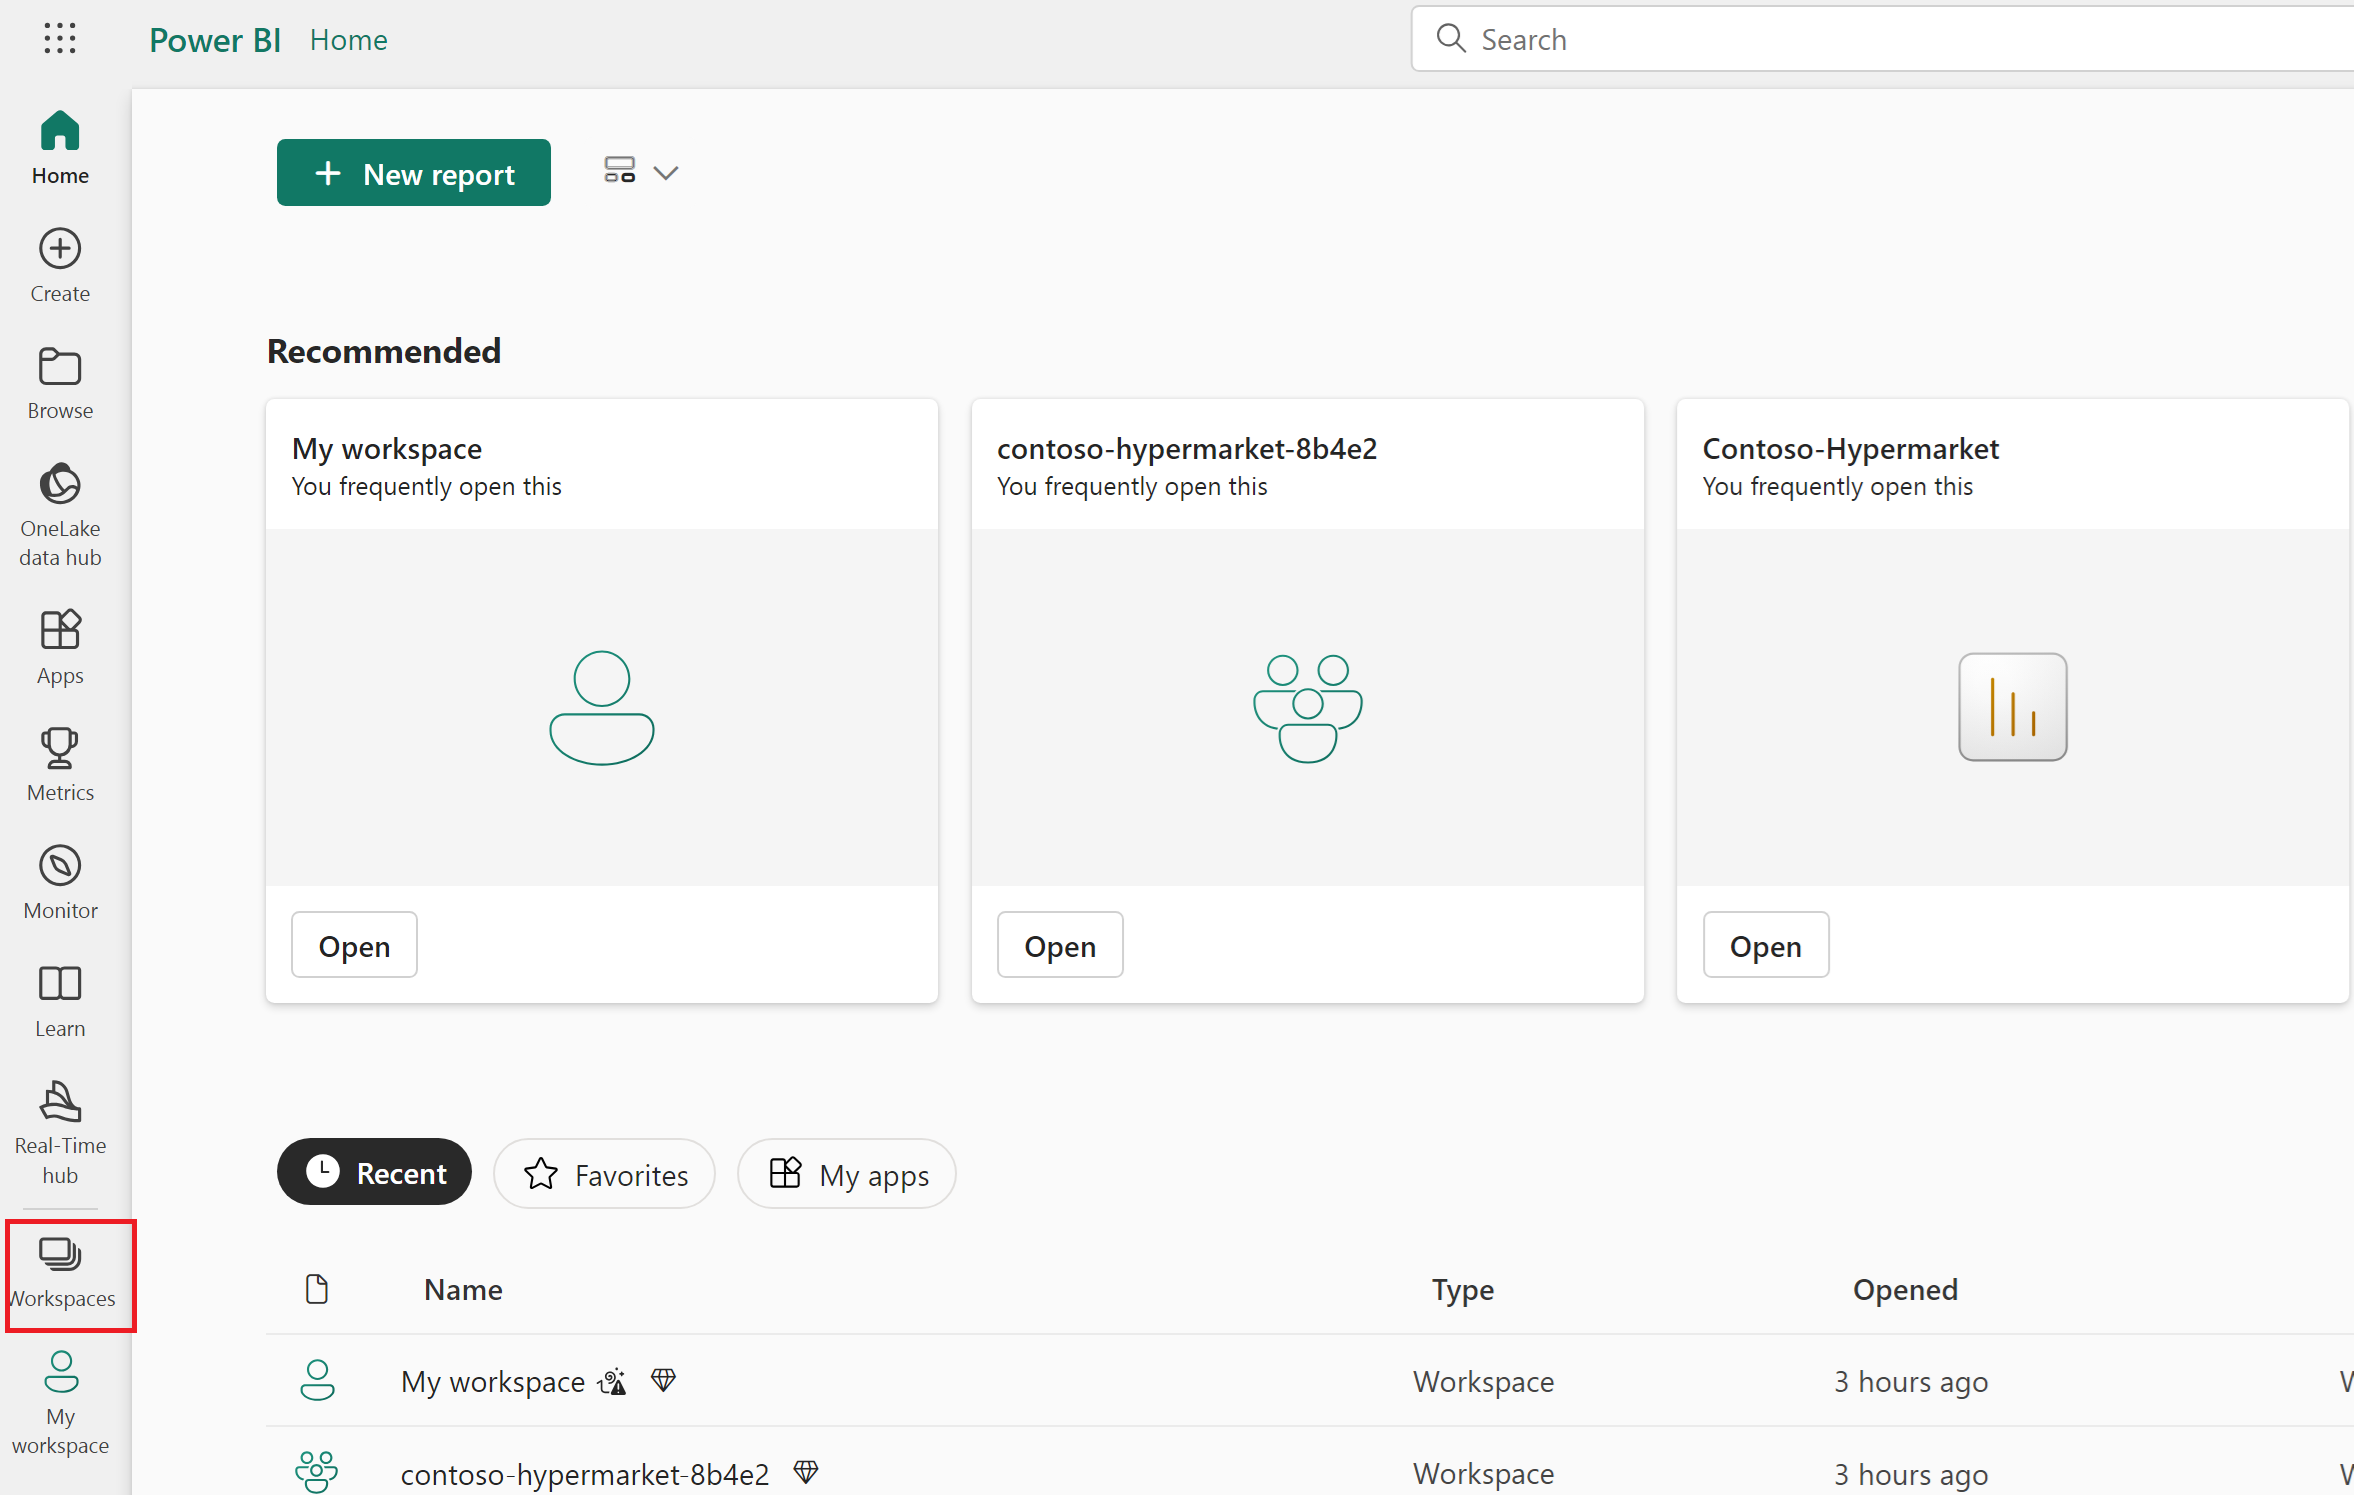 Power BI Home
Search
Home
Create
Browse
OneLake
data hub
Apps
Metrics
Monitor
Learn
Real-Time
hub
Workspaces
My
workspace
New report
Recommended
My workspace
You frequently open this
Open
contoso-hypermarket-8b4e2
You frequently open this
Open
Contoso-Hypermarket
You frequently open this
Open
Recent
Favorites
My apps
Name Type Opened
My workspace Workspace 3 hours ago
contoso-hypermarket-8b4e2 Workspace 3 hours ago